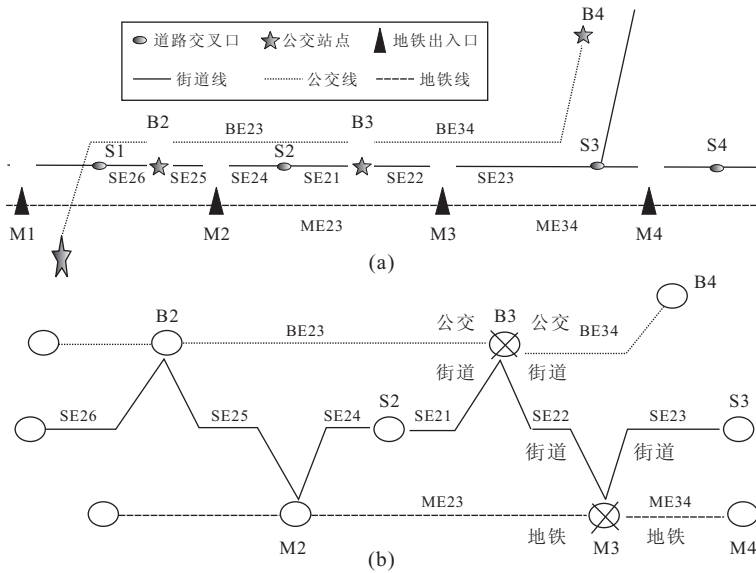 B4
道路交叉口 公交站点 地铁出入口
街道线 公交线 地铁线
B2 BE23 B3 BE34
S1 S2 S3 S4
SE26 SE25 SE24 SE21 SE22 SE23
M1 M2 ME23 M3 ME34 M4
(a)
B4
B2 BE23 公交 B3 公交 BE34
街道 街道
SE26 SE25 SE24 S2 SE21 SE22 SE23 S3
街道 街道
ME23 ME34
地铁 地铁
M2 M3 M4
(b)